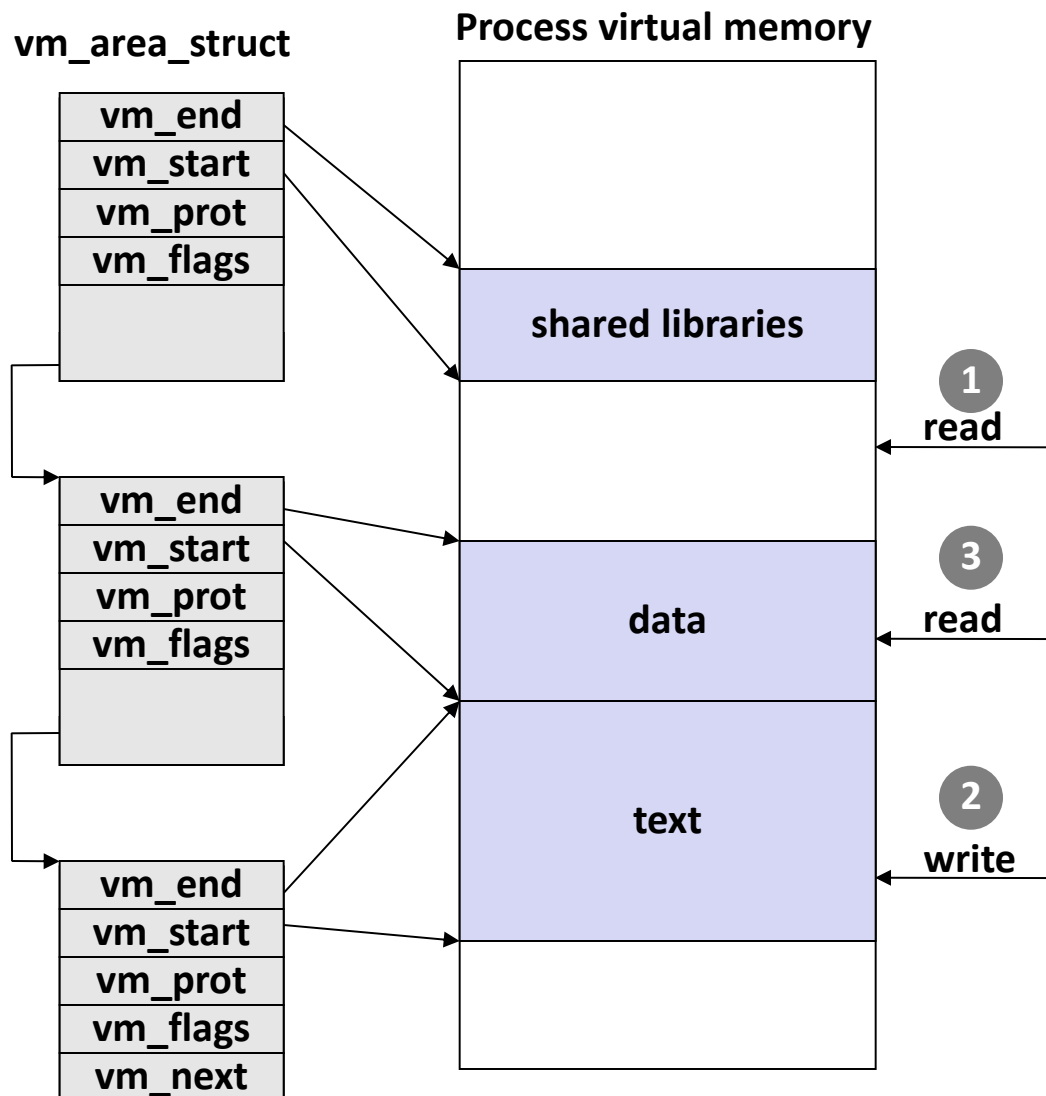 Process virtual memory
vm_area_struct
vm_end
vm_start
vm_prot
vm_flags
shared libraries
1
read
vm_end
vm_start
vm_prot
vm_flags
data
3
read
text
2
write
vm_end
vm_start
vm_prot
vm_flags
vm_next